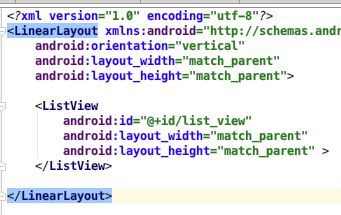 <?xml version="1.0" encoding="utf-8"?>
<LinearLayout xmlns:android="http://schemas.andr
android:orientation="vertical"
android:layout_width="match_parent"
android:layout_height="match_parent">
<ListView
android:id="@+id/list_view"
android:layout_width="match_parent"
android:layout_height="match_parent" >
</ListView>
</LinearLayout>